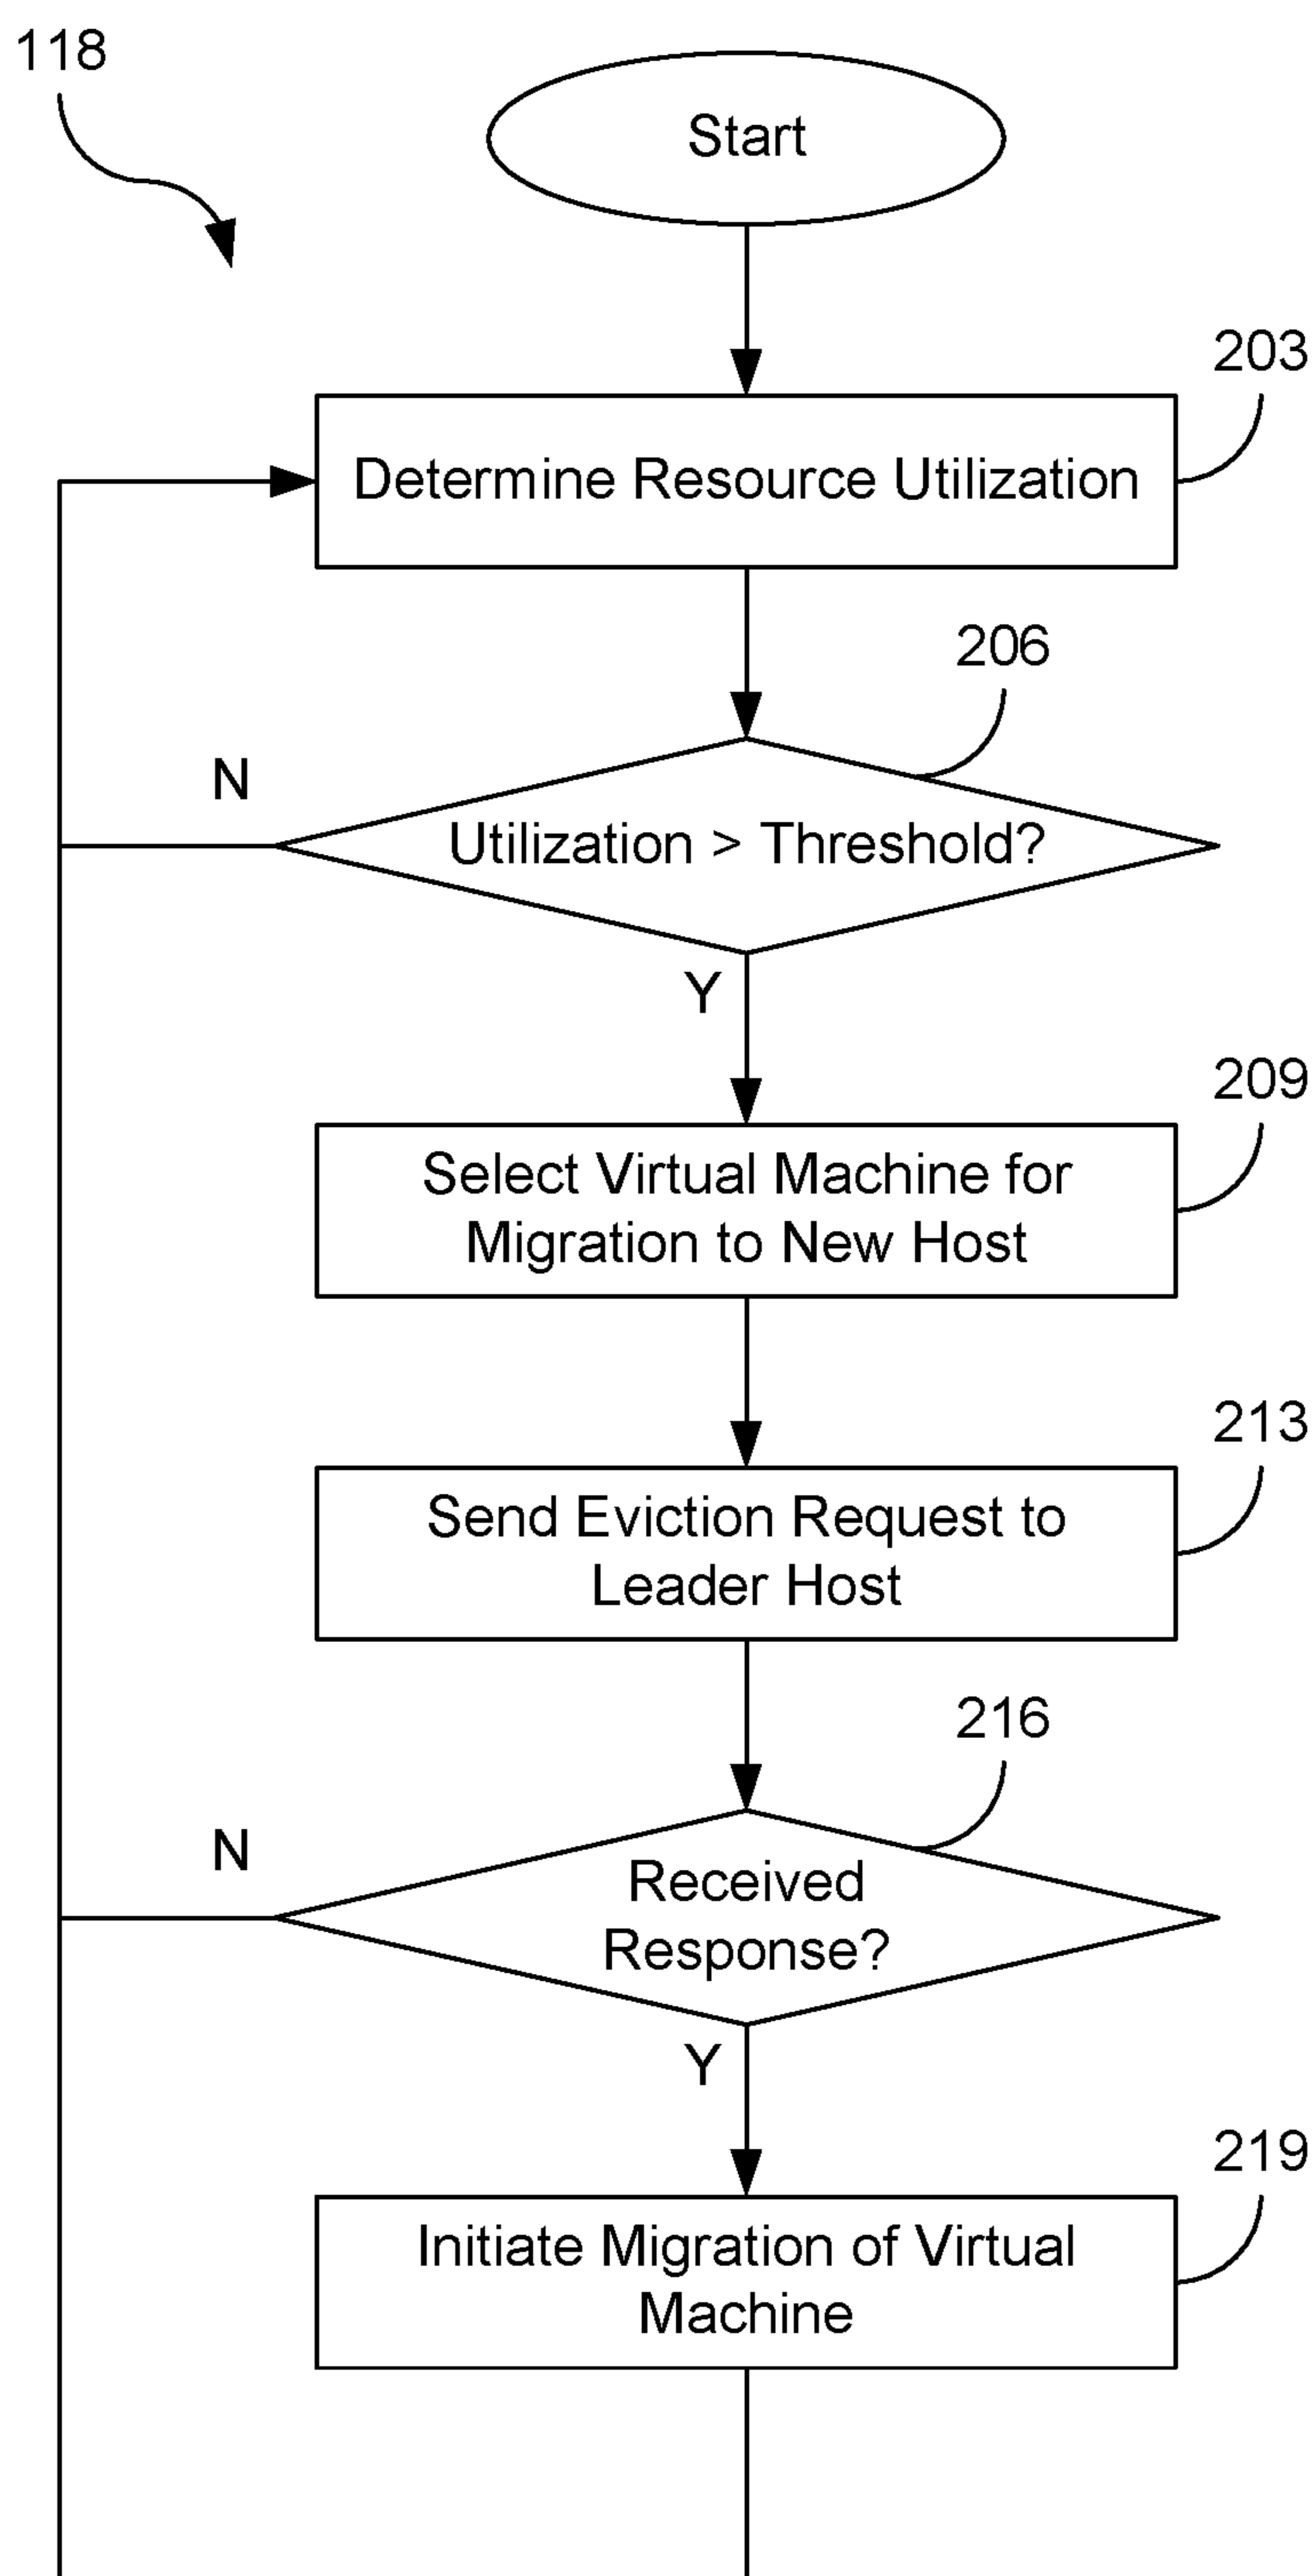 118
Start
203
Determine Resource Utilization
206
N
Utilization > Threshold?
Y
209
Select Virtual Machine for
Migration to New Host
213
Send Eviction Request to
Leader Host
216
N
Received
Response?
Y
219
Initiate Migration of Virtual
Machine